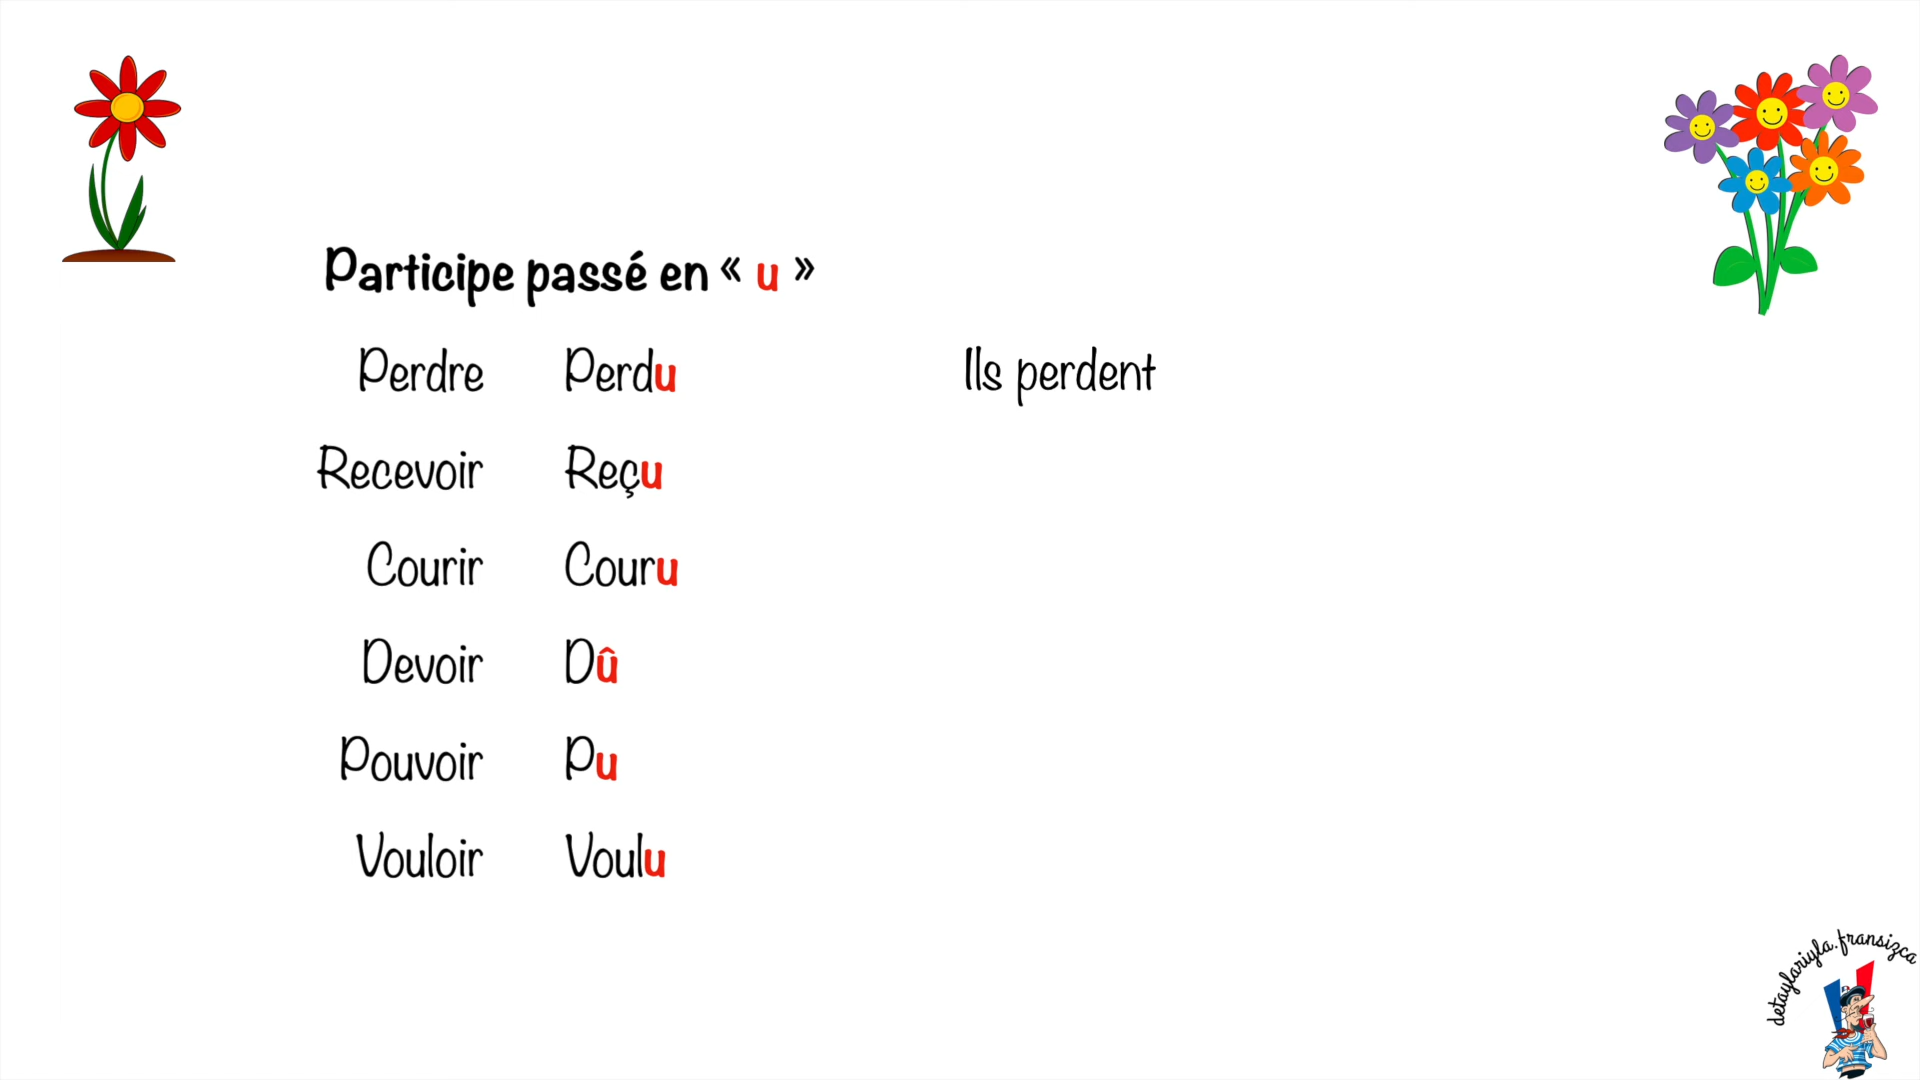 Participe passé en « u »
Perdre Perdu Ils perdent
Recevoir Reçu
Courir Couru
Devoir Dû
Pouvoir Pu
Vouloir Voulu
detaylariyla.fransizca